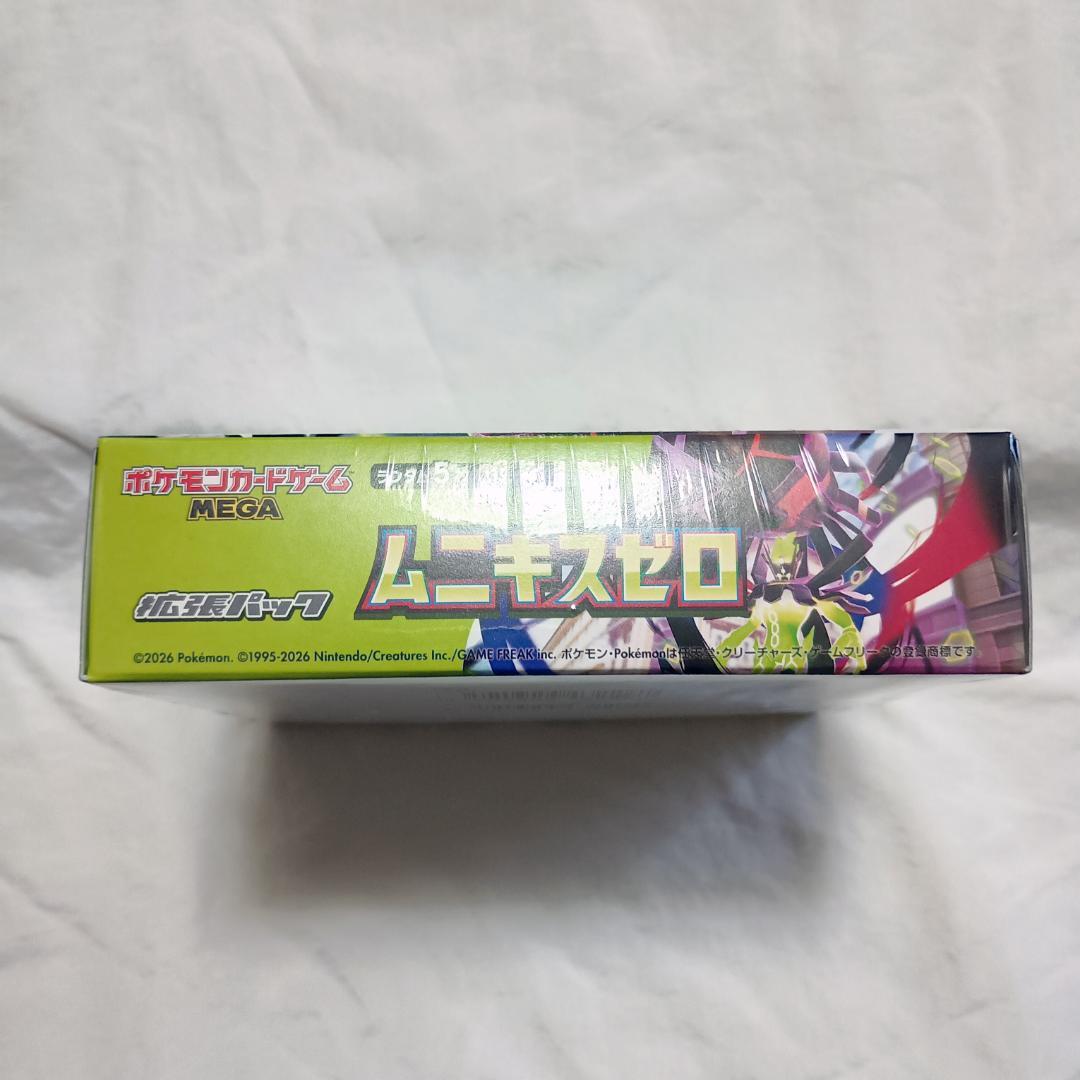 ポケモンカードゲーム
MEGA
拡張パック
ムニキスゼロ
©2026 Pokémon. ©1995-2026 Nintendo/Creatures Inc./GAME FREAK inc. ポケモン・Pokémonは任天堂・クリーチャーズ・ゲームフリークの登録商標です。